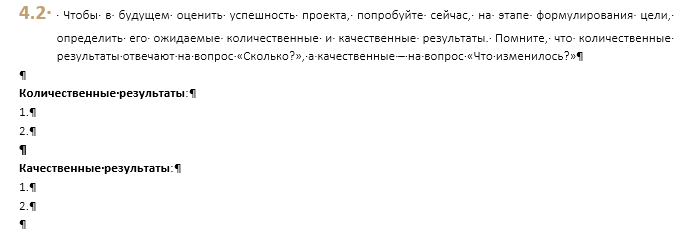 4.2· · Чтобы· в· будущем· оценить· успешность· проекта,· попробуйте· сейчас,· на· этапе· формулирования· цели,·
определить· его· ожидаемые· количественные· и· качественные· результаты.· Помните,· что· количественные·
результаты·отвечают·на·вопрос·«Сколько?»,·а·качественные·–·на·вопрос·«Что·изменилось?»¶
¶
Количественные·результаты:¶
1.¶
2.¶
¶
Качественные·результаты:¶
1.¶
2.¶
¶